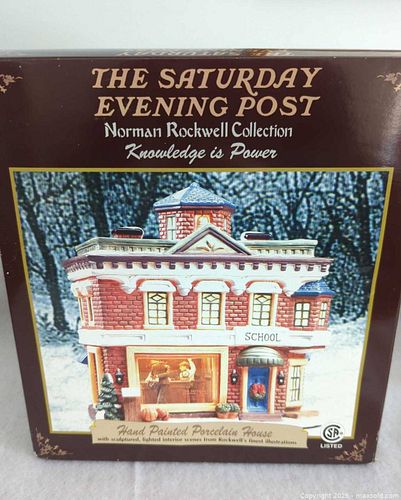 THE SATURDAY
EVENING POST
Norman Rockwell Collection
Knowledge is Power
SCHOOL
Hand Painted Porcelain House
with sculptured, lighted interior scenes from Rockwell's finest illustrations
SA
LISTED
Copyright 2025 - maxsold.com